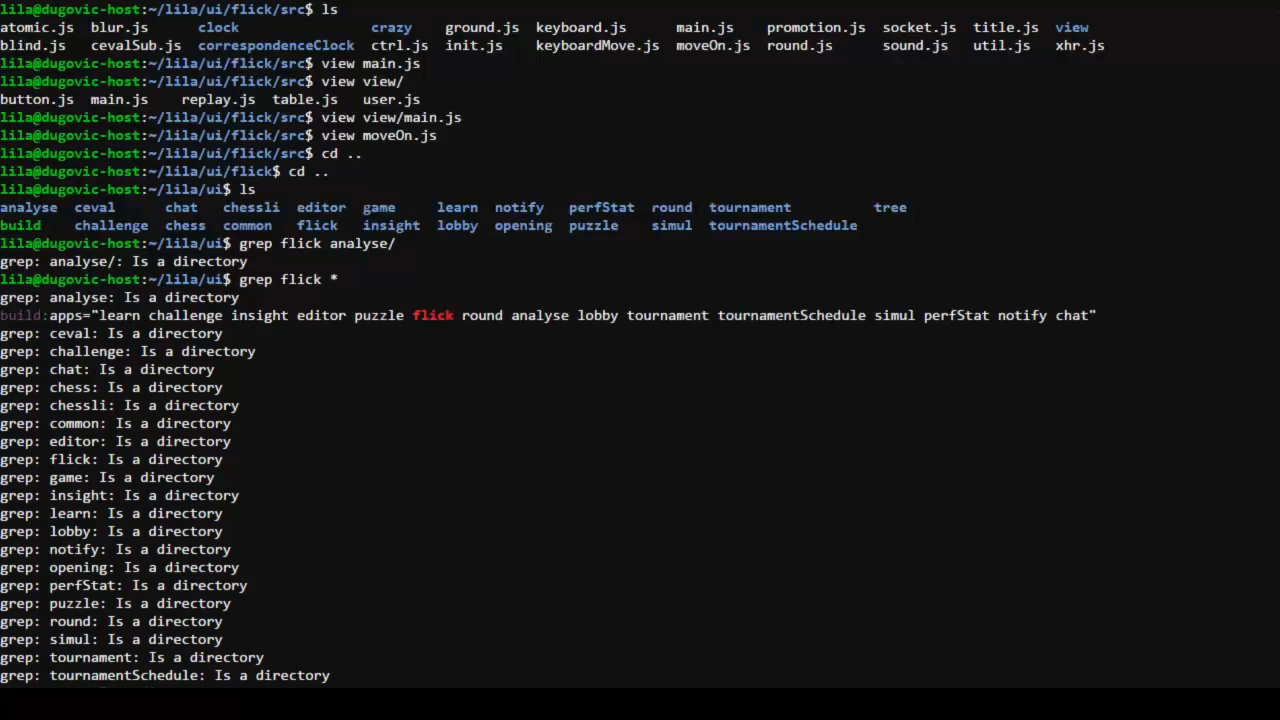 lila@dugovic-host:~/lila/ui/flick/src$ ls
atomic.js  blur.js      clock                crazy    ground.js  keyboard.js      main.js    promotion.js  socket.js  title.js  view
blind.js   cevalSub.js  correspondenceClock  ctrl.js  init.js    keyboardMove.js  moveOn.js  round.js      sound.js   util.js   xhr.js
lila@dugovic-host:~/lila/ui/flick/src$ view main.js
lila@dugovic-host:~/lila/ui/flick/src$ view view/
button.js  main.js    replay.js  table.js   user.js
lila@dugovic-host:~/lila/ui/flick/src$ view view/main.js
lila@dugovic-host:~/lila/ui/flick/src$ view moveOn.js
lila@dugovic-host:~/lila/ui/flick/src$ cd ..
lila@dugovic-host:~/lila/ui/flick$ cd ..
lila@dugovic-host:~/lila/ui$ ls
analyse  ceval      chat   chessli  editor  game     learn  notify   perfStat  round  tournament          tree
build    challenge  chess  common   flick   insight  lobby  opening  puzzle    simul  tournamentSchedule
lila@dugovic-host:~/lila/ui$ grep flick analyse/
grep: analyse/: Is a directory
lila@dugovic-host:~/lila/ui$ grep flick *
grep: analyse: Is a directory
build:apps="learn challenge insight editor puzzle flick round analyse lobby tournament tournamentSchedule simul perfStat notify chat"
grep: ceval: Is a directory
grep: challenge: Is a directory
grep: chat: Is a directory
grep: chess: Is a directory
grep: chessli: Is a directory
grep: common: Is a directory
grep: editor: Is a directory
grep: flick: Is a directory
grep: game: Is a directory
grep: insight: Is a directory
grep: learn: Is a directory
grep: lobby: Is a directory
grep: notify: Is a directory
grep: opening: Is a directory
grep: perfStat: Is a directory
grep: puzzle: Is a directory
grep: round: Is a directory
grep: simul: Is a directory
grep: tournament: Is a directory
grep: tournamentSchedule: Is a directory